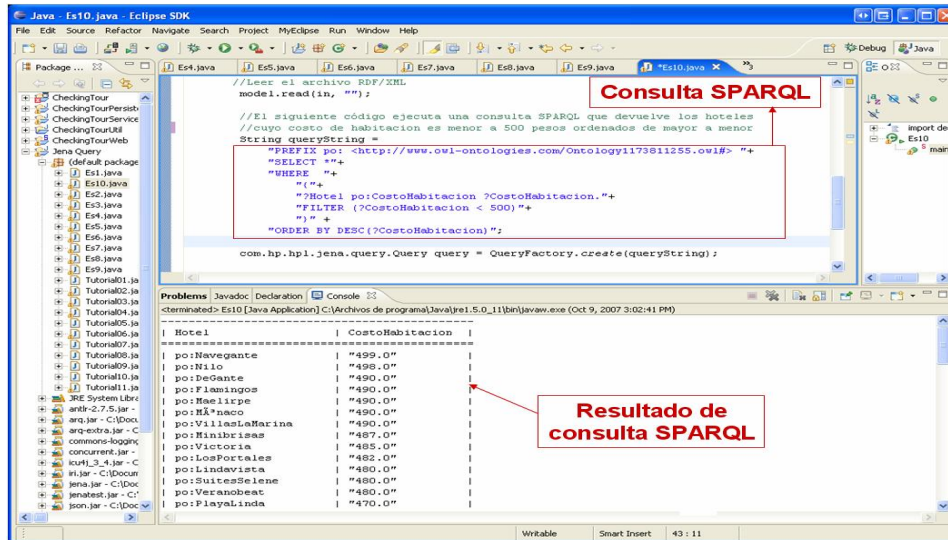 Java - Es10.java - Eclipse SDK
File Edit Source Refactor Navigate Search Project MyEclipse Run Window Help
Debug Java
Package ...
Es4.java Es5.java Es6.java Es7.java Es8.java Es9.java *Es10.java »3
CheckingTour
CheckingTourPersist
CheckingTourService
CheckingTourUtil
CheckingTourWeb
Jena Query
(default package
Es1.java
Es10.java
Es2.java
Es3.java
Es4.java
Es5.java
Es6.java
Es7.java
Es8.java
Es9.java
Tutorial01.ja
Tutorial02.ja
Tutorial03.ja
Tutorial04.ja
Tutorial05.ja
Tutorial06.ja
Tutorial07.ja
Tutorial08.ja
Tutorial09.ja
Tutorial10.ja
Tutorial11.ja
JRE System Libra
antlr-2.7.5.jar -
arq.jar - C:\Docu
arq-extra.jar - C
commons-logging
concurrent.jar -
icu4j_3_4.jar - C
iri.jar - C:\Docum
jena.jar - C:\Doc
jenatest.jar - C:'
json.jar - C:\Doc
//Leer el archivo RDF/XML
model.read(in, "");
Consulta SPARQL
//El siguiente código ejecuta una consulta SPARQL que devuelve los hoteles
//cuyo costo de habitacion es menor a 500 pesos ordenados de mayor a menor
String queryString =
"PREFIX po: <http://www.owl-ontologies.com/Ontology1173811255.owl#> "+
"SELECT *"+
"WHERE "+
"{"+
"?Hotel po:CostoHabitacion ?CostoHabitacion."+
"FILTER (?CostoHabitacion < 500)"+
"}" +
"ORDER BY DESC(?CostoHabitacion)";
com.hp.hpl.jena.query.Query query = QueryFactory.create(queryString);
import de
Es10
main
Problems Javadoc Declaration Console
<terminated> Es10 [Java Application] C:\Archivos de programa\Java\jre1.5.0_11\bin\javaw.exe (Oct 9, 2007 3:02:41 PM)
| Hotel | CostoHabitacion |
| po:Navegante | "499.0" |
| po:Nilo | "498.0" |
| po:DeGante | "490.0" |
| po:Flamingos | "490.0" |
| po:Maelirpe | "490.0" |
| po:MÃ³naco | "490.0" |
| po:VillasLaMarina | "490.0" |
| po:Minibrisas | "487.0" |
| po:Victoria | "485.0" |
| po:LosPortales | "482.0" |
| po:Lindavista | "480.0" |
| po:SuitesSelene | "480.0" |
| po:Veranobeat | "480.0" |
| po:PlayaLinda | "470.0" |
Resultado de
consulta SPARQL
Writable Smart Insert 43 : 11